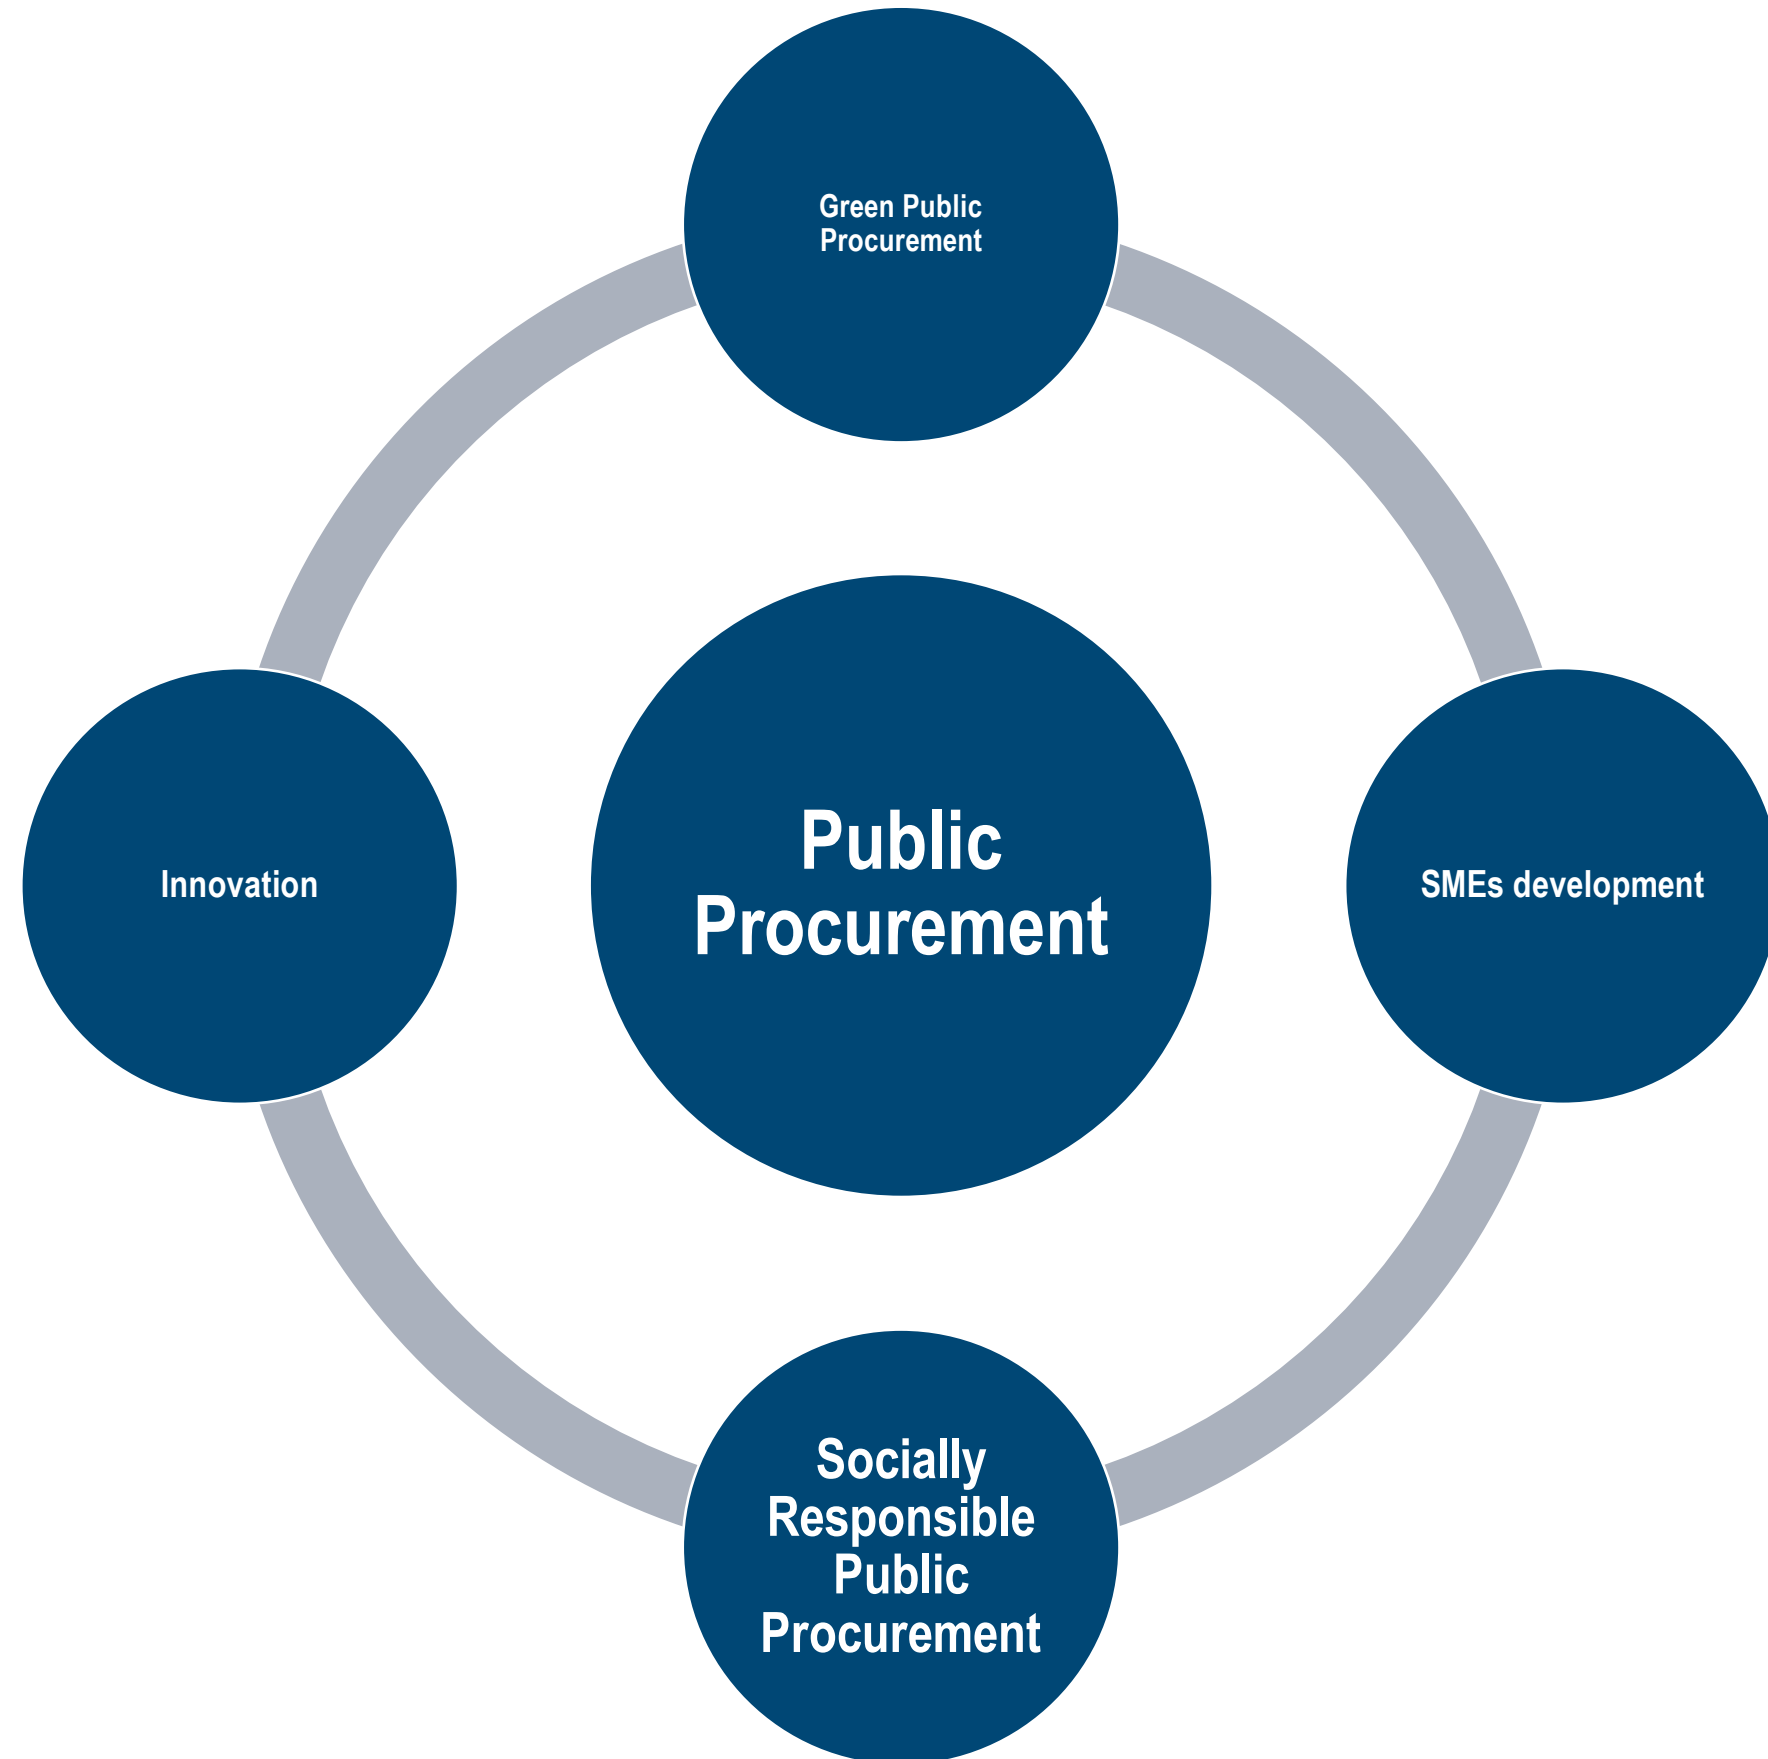 Green Public
Procurement
Public
Procurement
Innovation
SMEs development
Socially
Responsible
Public
Procurement